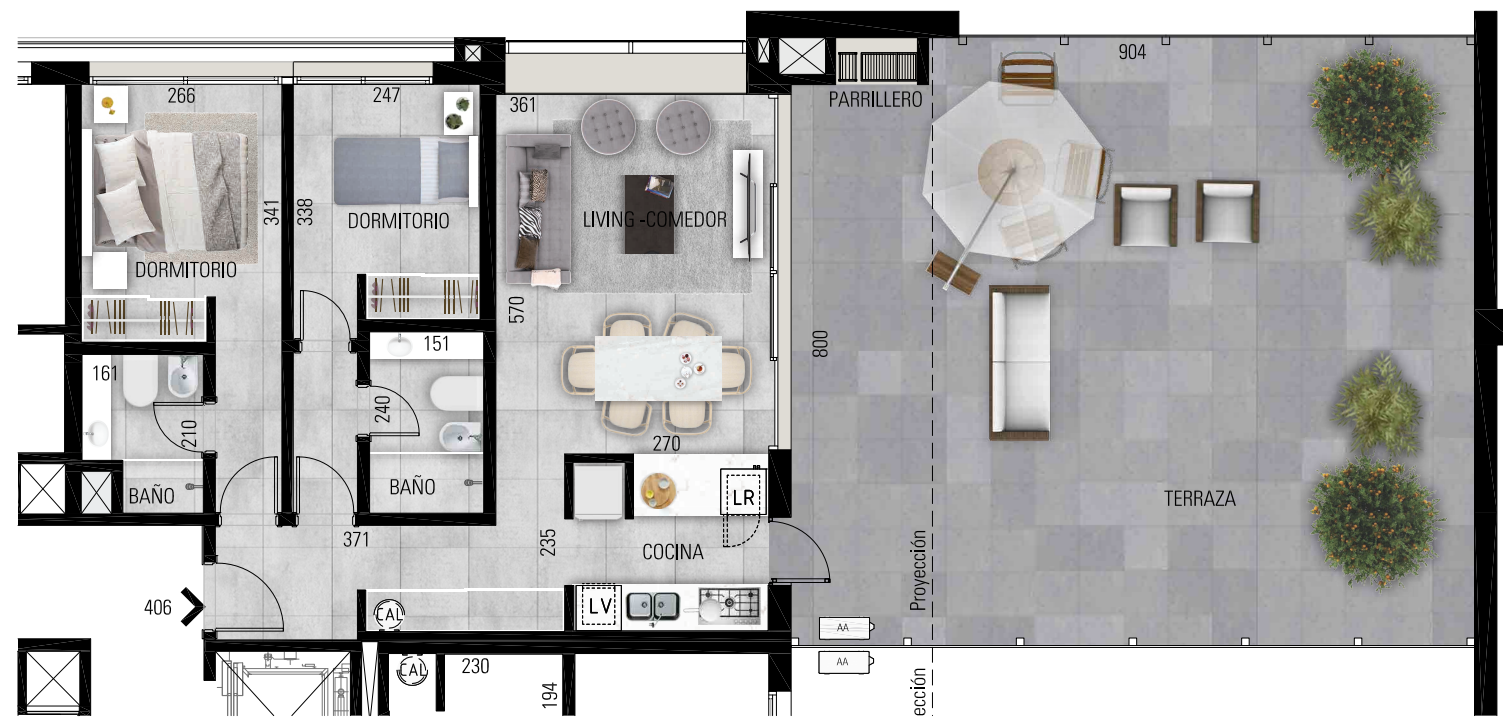 904
266
247
361
PARRILLERO
341
338
DORMITORIO
LIVING -COMEDOR
DORMITORIO
570
800
151
161
240
210
270
BAÑO
BAÑO
LR
TERRAZA
371
235
COCINA
Proyección
406
CAL
LV
AA
AA
CAL
230
194
ección